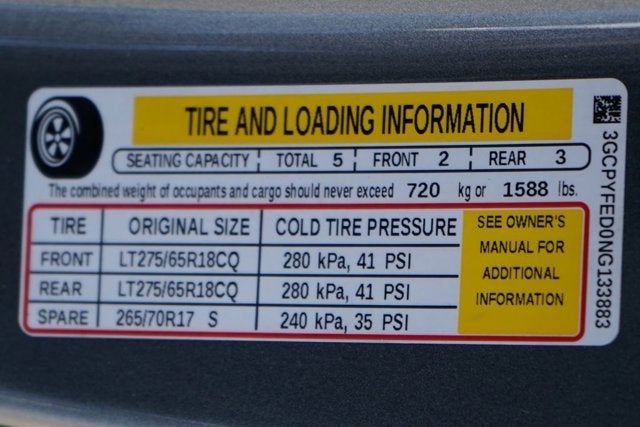 TIRE AND LOADING INFORMATION
SEATING CAPACITY TOTAL 5 FRONT 2 REAR 3
The combined weight of occupants and cargo should never exceed 720 kg or 1588 lbs.
TIRE ORIGINAL SIZE COLD TIRE PRESSURE
FRONT LT275/65R18CQ 280 kPa, 41 PSI
REAR LT275/65R18CQ 280 kPa, 41 PSI
SPARE 265/70R17 S 240 kPa, 35 PSI
SEE OWNER'S
MANUAL FOR
ADDITIONAL
INFORMATION
3GCPYFED0NG133883